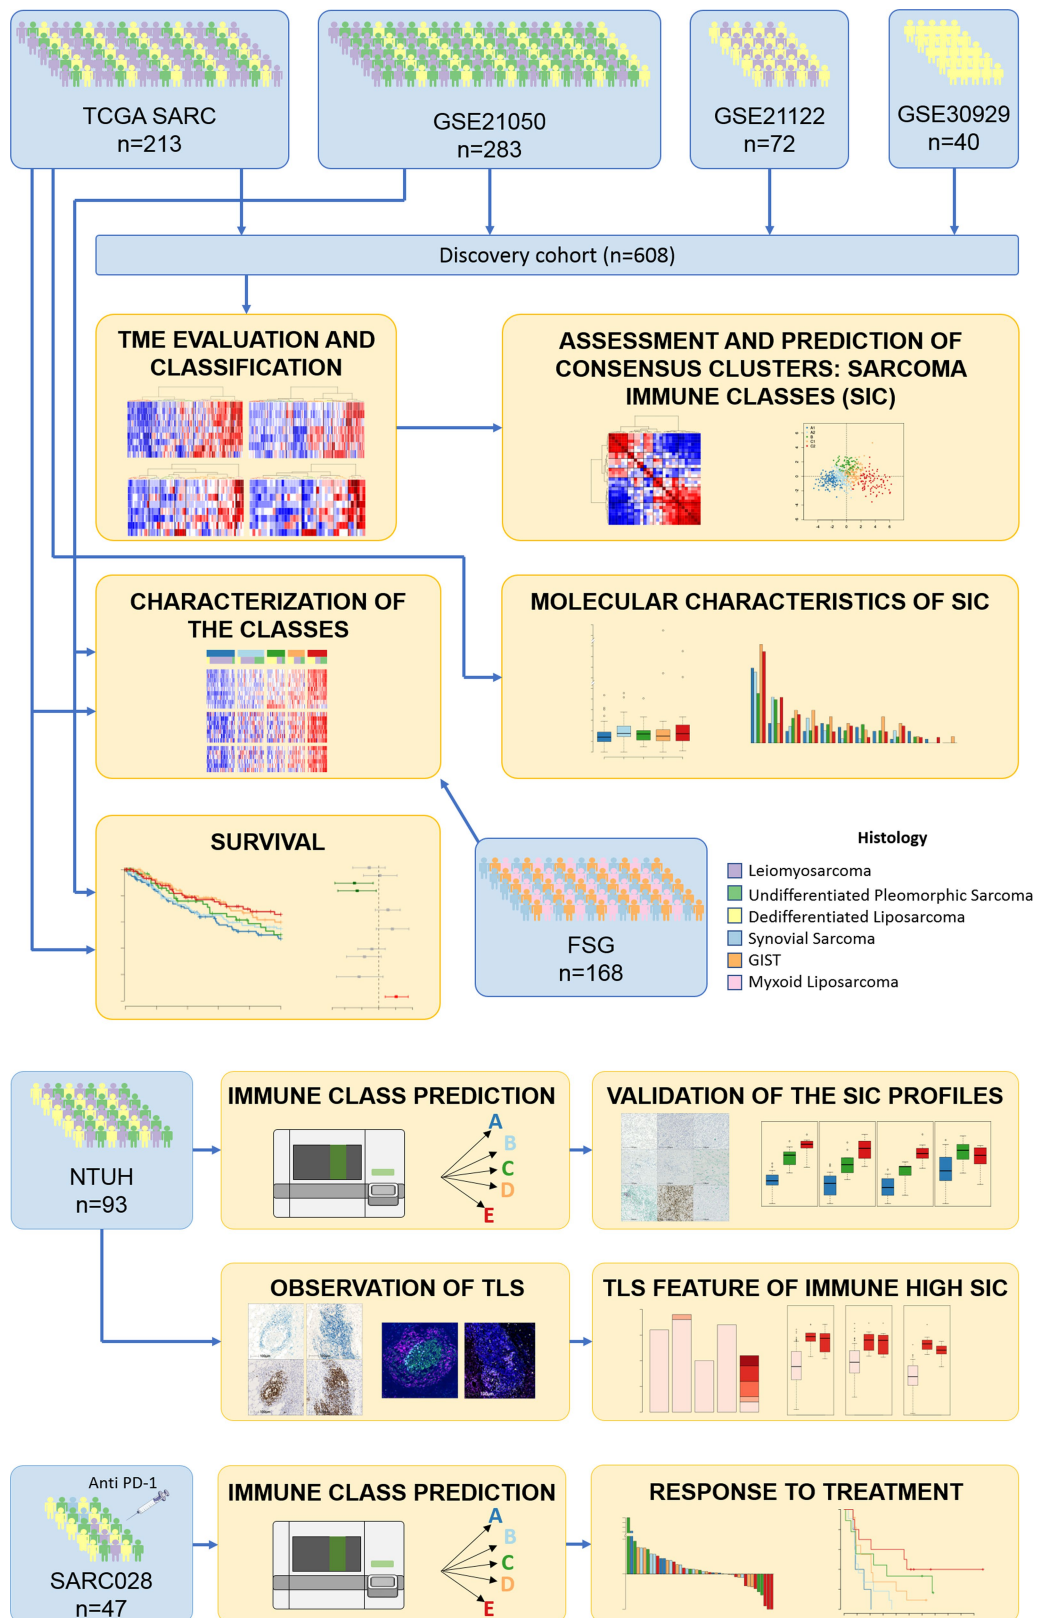 TCGA SARC
n=213
GSE21050
n=283
GSE21122
n=72
GSE30929
n=40
Discovery cohort (n=608)
TME EVALUATION AND
CLASSIFICATION
ASSESSMENT AND PREDICTION OF
CONSENSUS CLUSTERS: SARCOMA
IMMUNE CLASSES (SIC)
CHARACTERIZATION OF
THE CLASSES
MOLECULAR CHARACTERISTICS OF SIC
SURVIVAL
FSG
n=168
Histology
Leiomyosarcoma
Undifferentiated Pleomorphic Sarcoma
Dedifferentiated Liposarcoma
Synovial Sarcoma
GIST
Myxoid Liposarcoma
NTUH
n=93
IMMUNE CLASS PREDICTION
A
B
C
D
E
VALIDATION OF THE SIC PROFILES
OBSERVATION OF TLS
TLS FEATURE OF IMMUNE HIGH SIC
Anti PD-1
SARC028
n=47
IMMUNE CLASS PREDICTION
A
B
C
D
E
RESPONSE TO TREATMENT